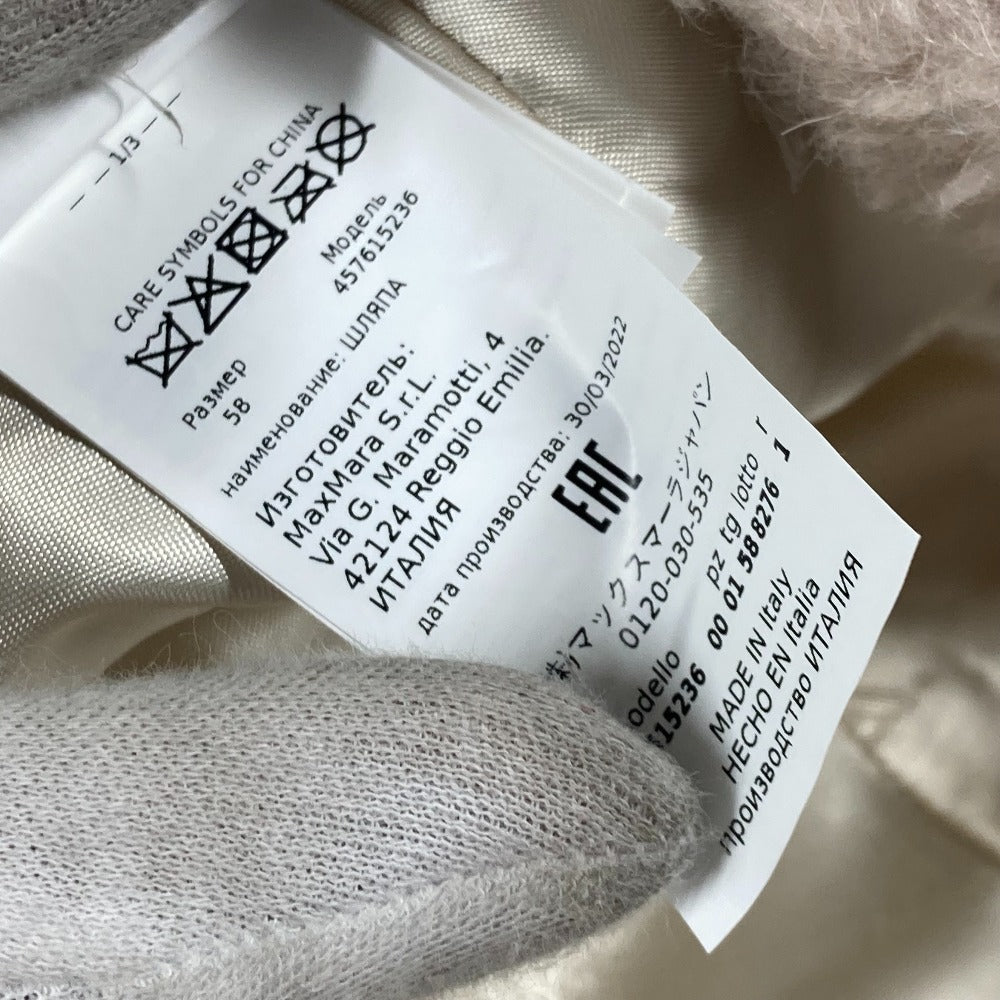 1/3
CARE SYMBOLS FOR CHINA
Размер
58
Модель
457615236
наименование: ШЛЯПА
Изготовитель:
MaxMara S.r.L.
Via G. Maramotti, 4
42124 Reggio Emilia.
ИТАЛИЯ
дата производства: 30/03/2022
EAC
㈱マックスマーラジャパン
0120-030-535
odello pz tg lotto r
515236 00 01 58 8276 1
MADE IN Italy
HECHO EN Italia
производство ИТАЛИЯ